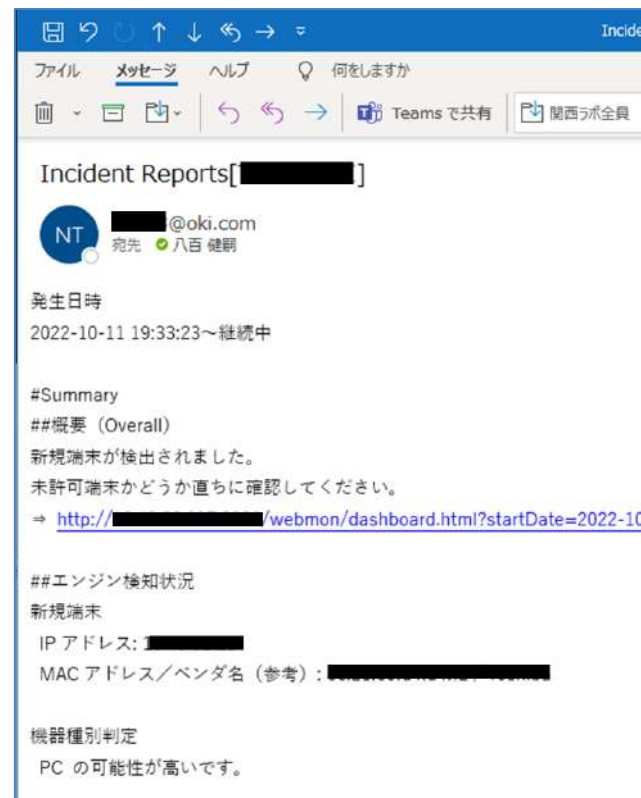 Incide
ファイル メッセージ ヘルプ 何をしますか
Teams で共有 関西ラボ全員
Incident Reports[ ]
NT
@oki.com
宛先 八百 健嗣
発生日時
2022-10-11 19:33:23～継続中
#Summary
##概要（Overall）
新規端末が検出されました。
未許可端末かどうか直ちに確認してください。
⇒ http:// /webmon/dashboard.html?startDate=2022-10
##エンジン検知状況
新規端末
IP アドレス:
MAC アドレス／ベンダ名（参考）:
機器種別判定
PC の可能性が高いです。